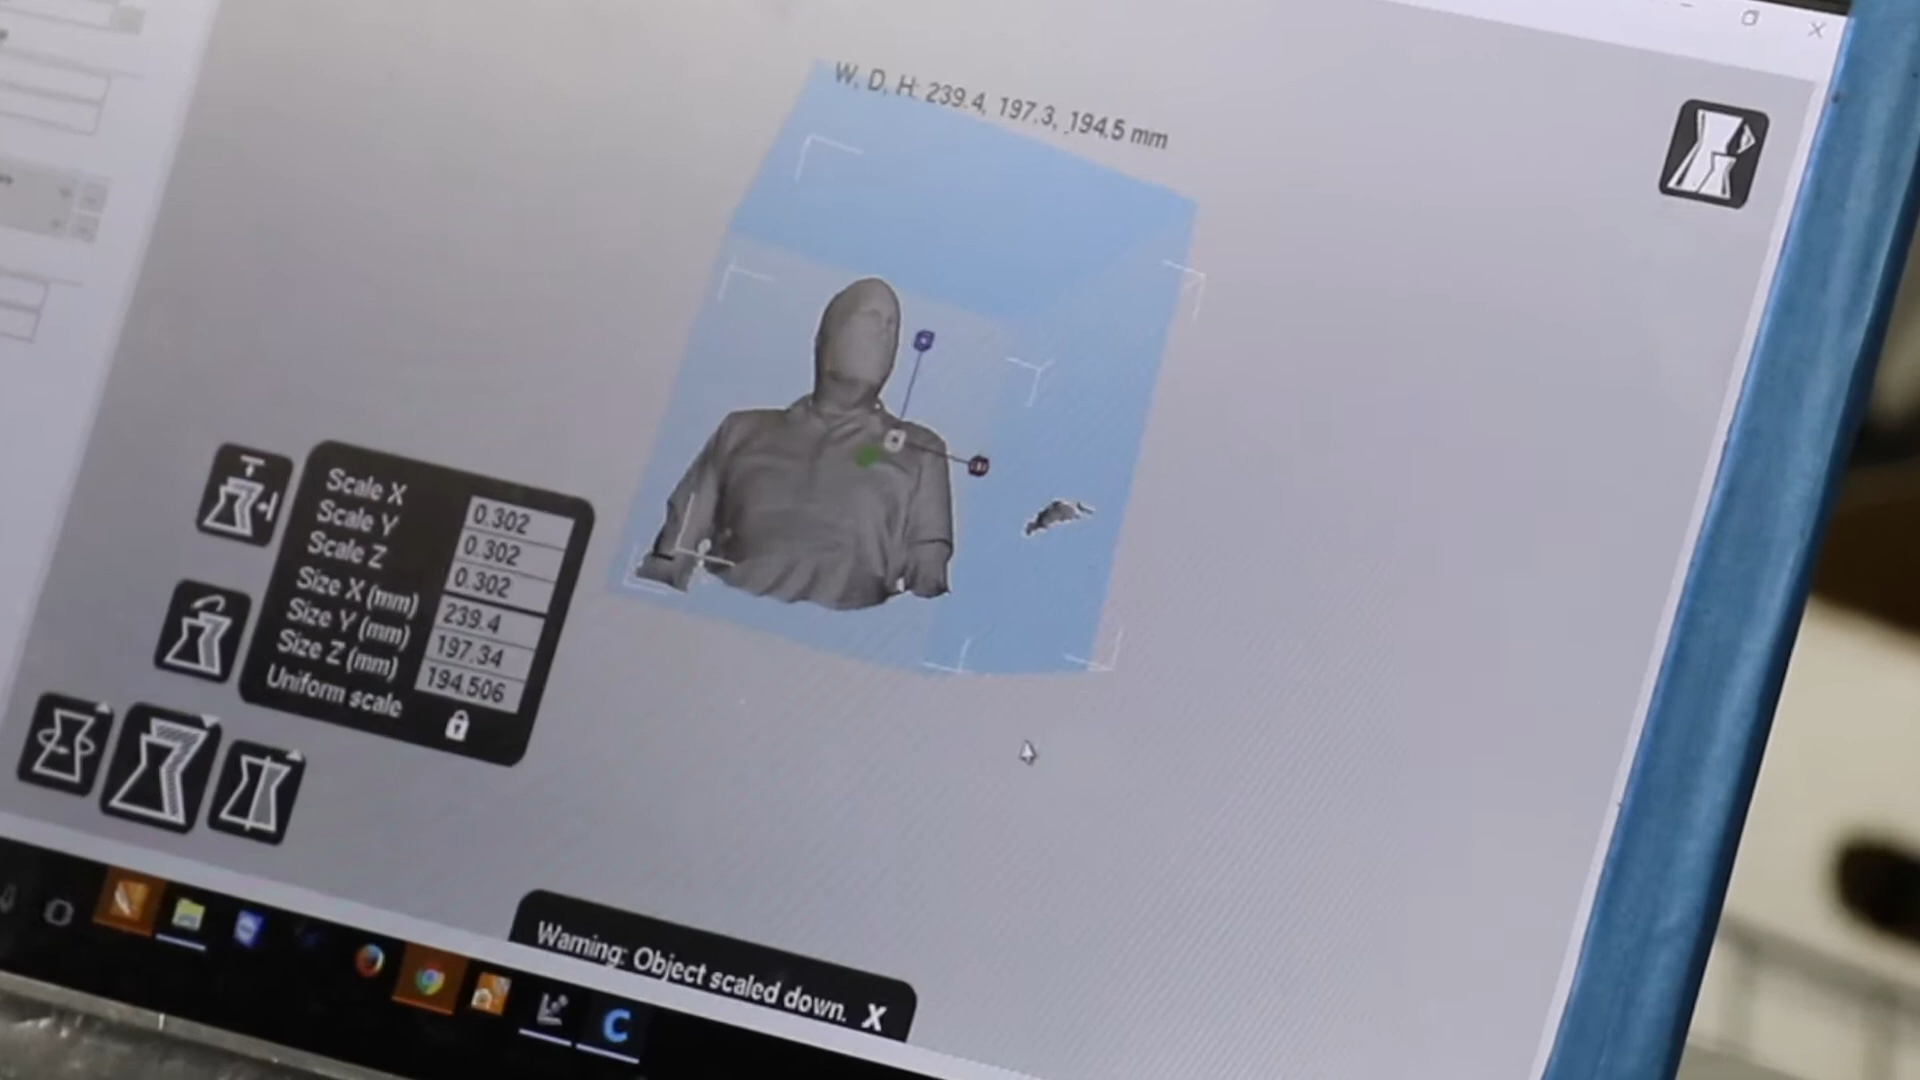 W, D, H: 239.4, 197.3, 194.5 mm
Scale X 0.302
Scale Y 0.302
Scale Z 0.302
Size X (mm) 239.4
Size Y (mm) 197.34
Size Z (mm) 194.506
Uniform scale
Warning: Object scaled down. X
C